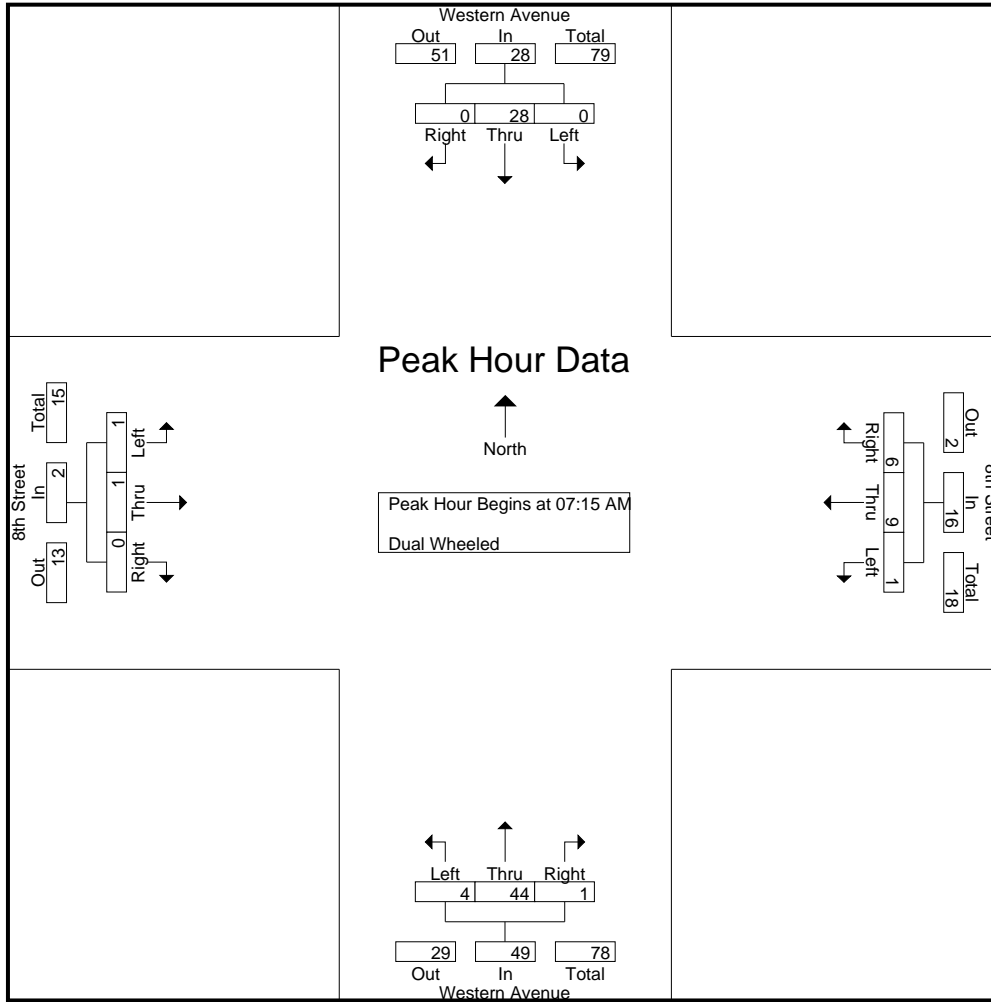 Western Avenue
Out In Total
51 28 79
0 28 0
Right Thru Left
Peak Hour Data
North
Peak Hour Begins at 07:15 AM
Dual Wheeled
8th Street
Out In Total
13 2 15
Right Thru Left
0 1 1
8th Street
Out In Total
2 16 18
Right Thru Left
6 9 1
Left Thru Right
4 44 1
29 49 78
Out In Total
Western Avenue